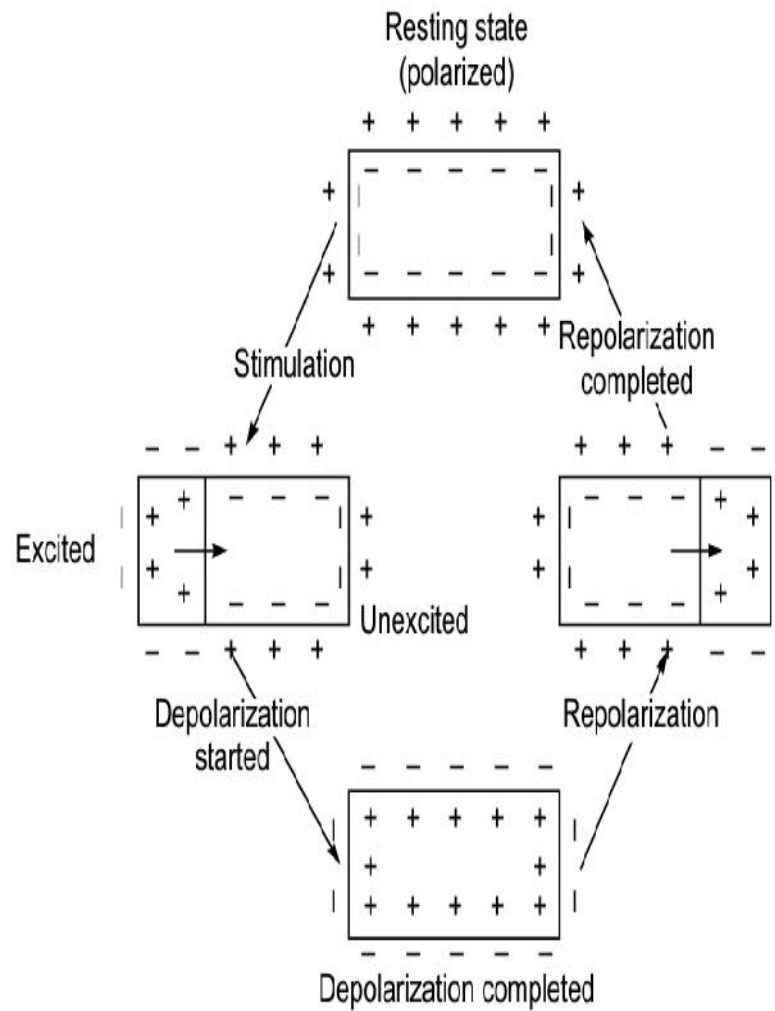 Resting state
(polarized)
+ + + + +
− − − − −
+ +
+ +
− − − − −
+ + + + +
Stimulation
Repolarization
completed
− − + + +
+ + + − −
+ − − −
− − − +
+ +
+ +
Excited
+ +
+ +
+ − − −
− − − +
Unexcited
− − + + +
+ + + − −
Depolarization
started
Repolarization
− − − − −
+ + + + +
+ +
+ + + + +
− − − − −
Depolarization completed